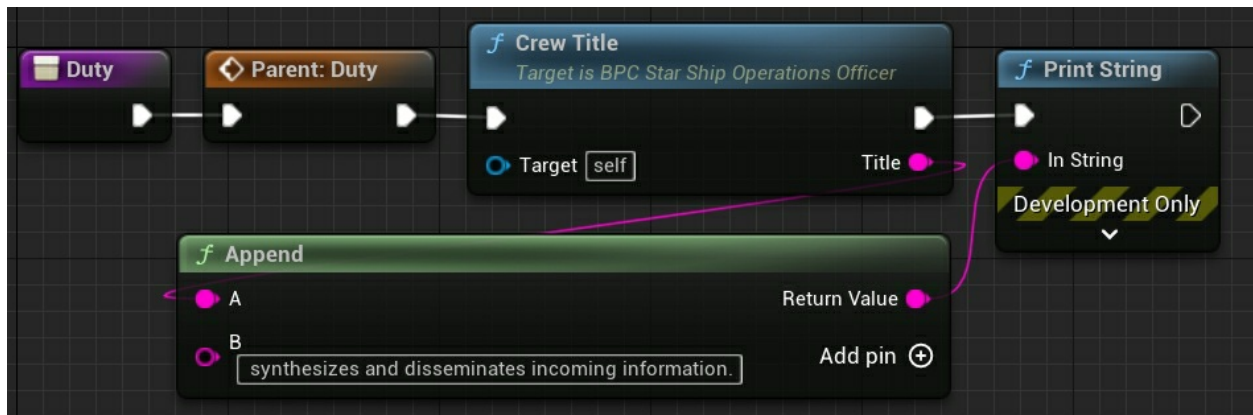 Duty
Parent: Duty
f Crew Title
Target is BPC Star Ship Operations Officer
Target self
Title
f Print String
In String
Development Only
f Append
A
Return Value
B
synthesizes and disseminates incoming information.
Add pin